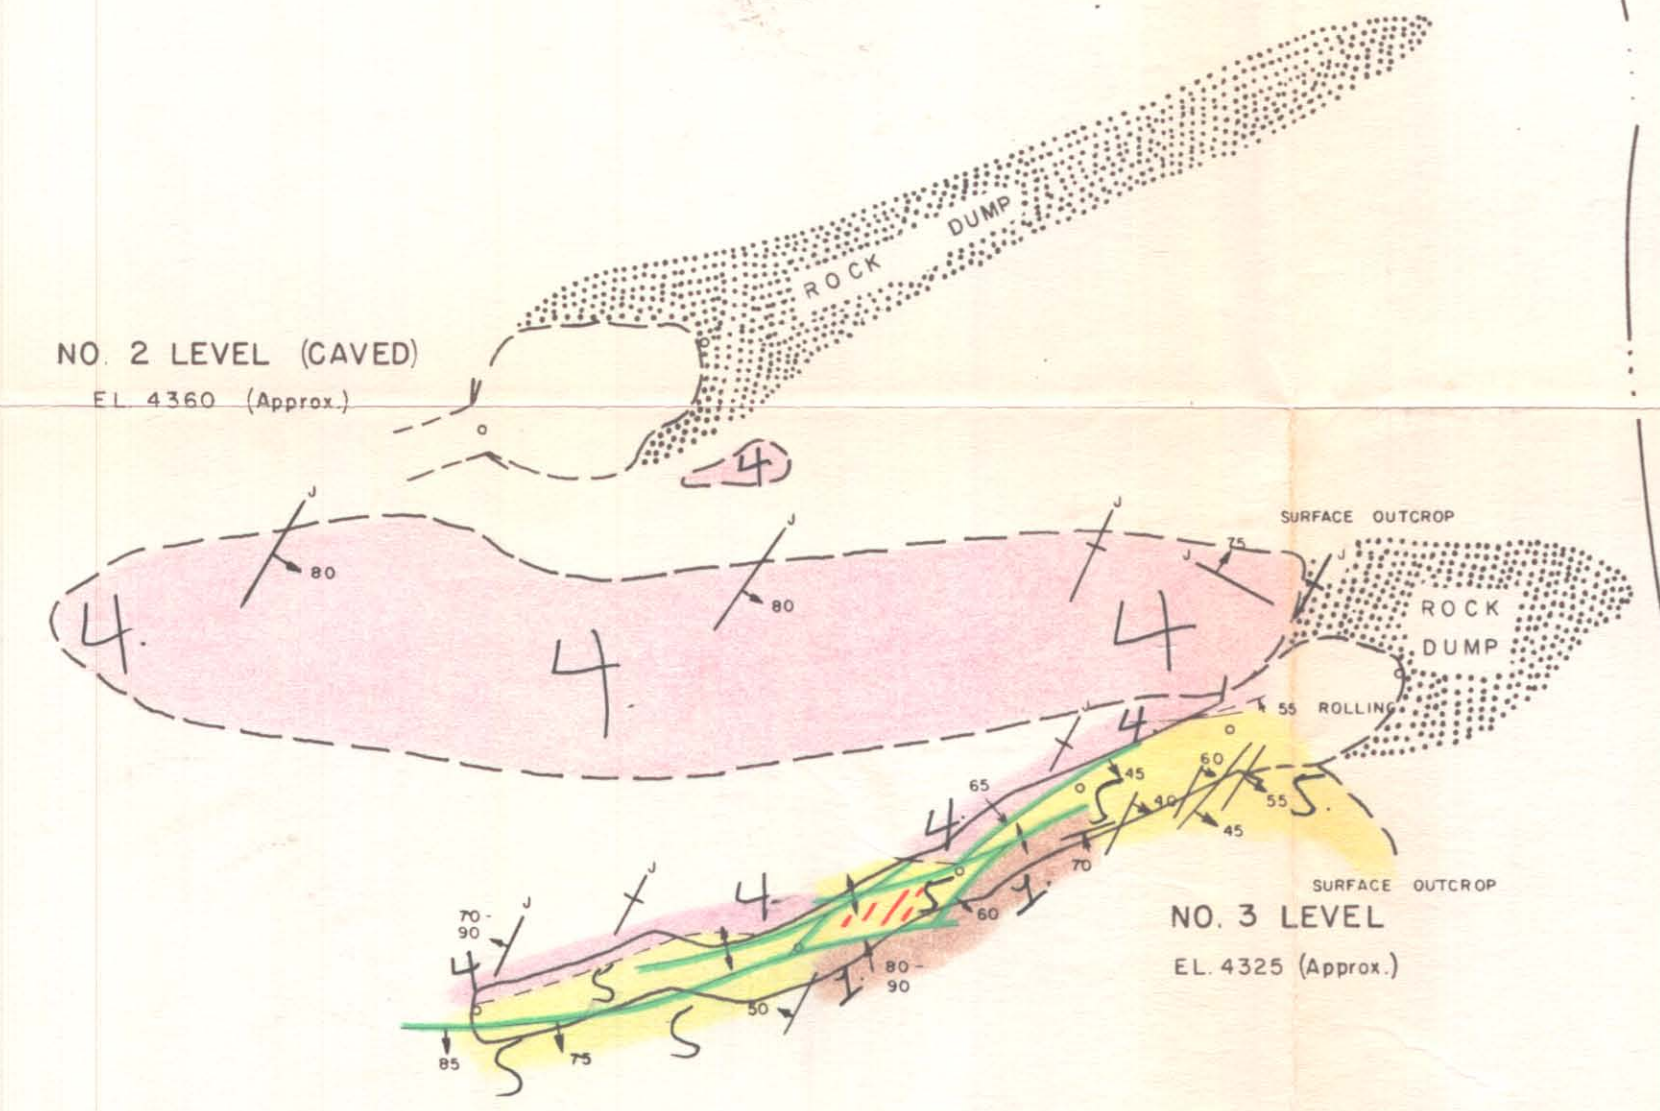 ROCK DUMP
NO. 2 LEVEL (CAVED)
EL. 4360 (Approx.)
4
J
J
J
SURFACE OUTCROP
80
80
J
75
J
ROCK
DUMP
4.
4
4
J
4
55 ROLLING
65
45
60
40
55
5.
45
5
4
70
SURFACE OUTCROP
NO. 3 LEVEL
EL. 4325 (Approx.)
J
J
4
5
60
1
70-
90
4
5
1
80-
90
50
5
5
85
75